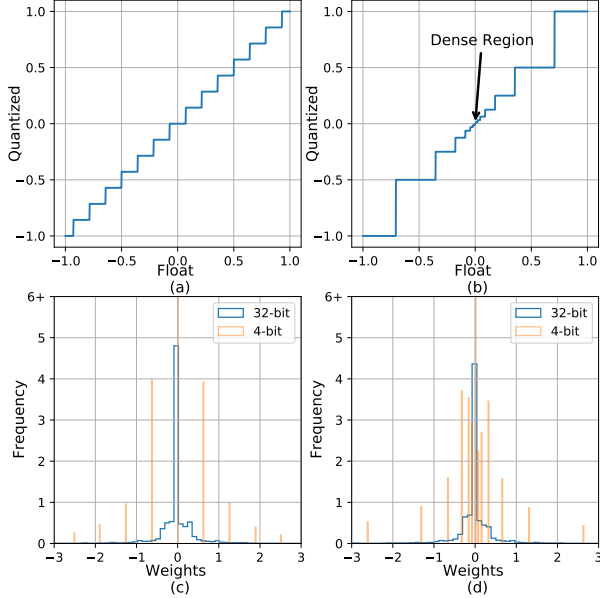 1.0
0.5
0.0
−0.5
−1.0
Quantized
−1.0 −0.5 0.0 0.5 1.0
Float
(a)
Dense Region
1.0
0.5
0.0
−0.5
−1.0
Quantized
−1.0 −0.5 0.0 0.5 1.0
Float
(b)
6+
5
4
3
2
1
0
Frequency
32-bit
4-bit
−3 −2 −1 0 1 2 3
Weights
(c)
6+
5
4
3
2
1
0
Frequency
32-bit
4-bit
−3 −2 −1 0 1 2 3
Weights
(d)